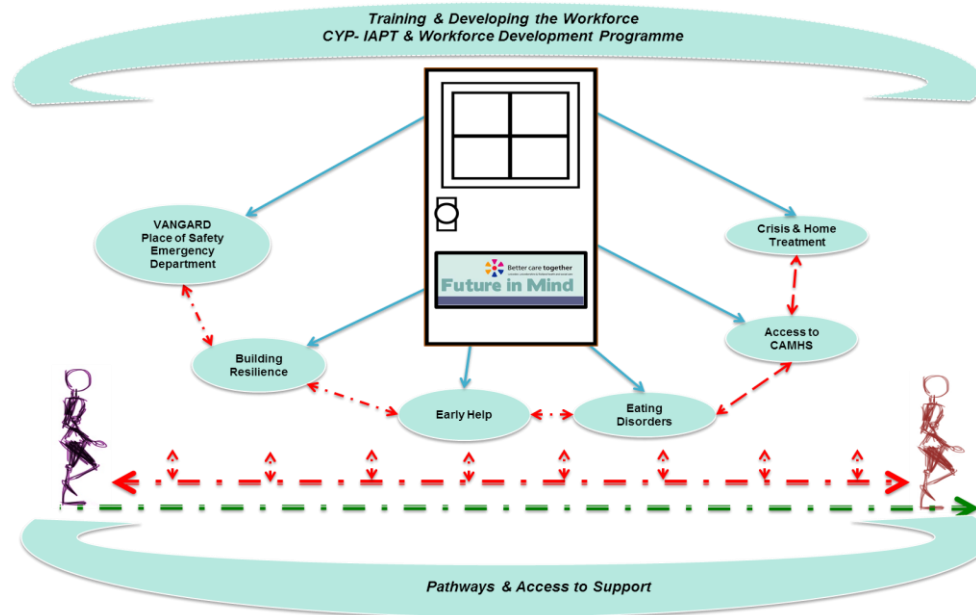 Training & Developing the Workforce
CYP- IAPT & Workforce Development Programme
VANGARD
Place of Safety
Emergency
Department
Crisis & Home
Treatment
Better care together
Future in Mind
Access to
CAMHS
Building
Resilience
Early Help
Eating
Disorders
Pathways & Access to Support